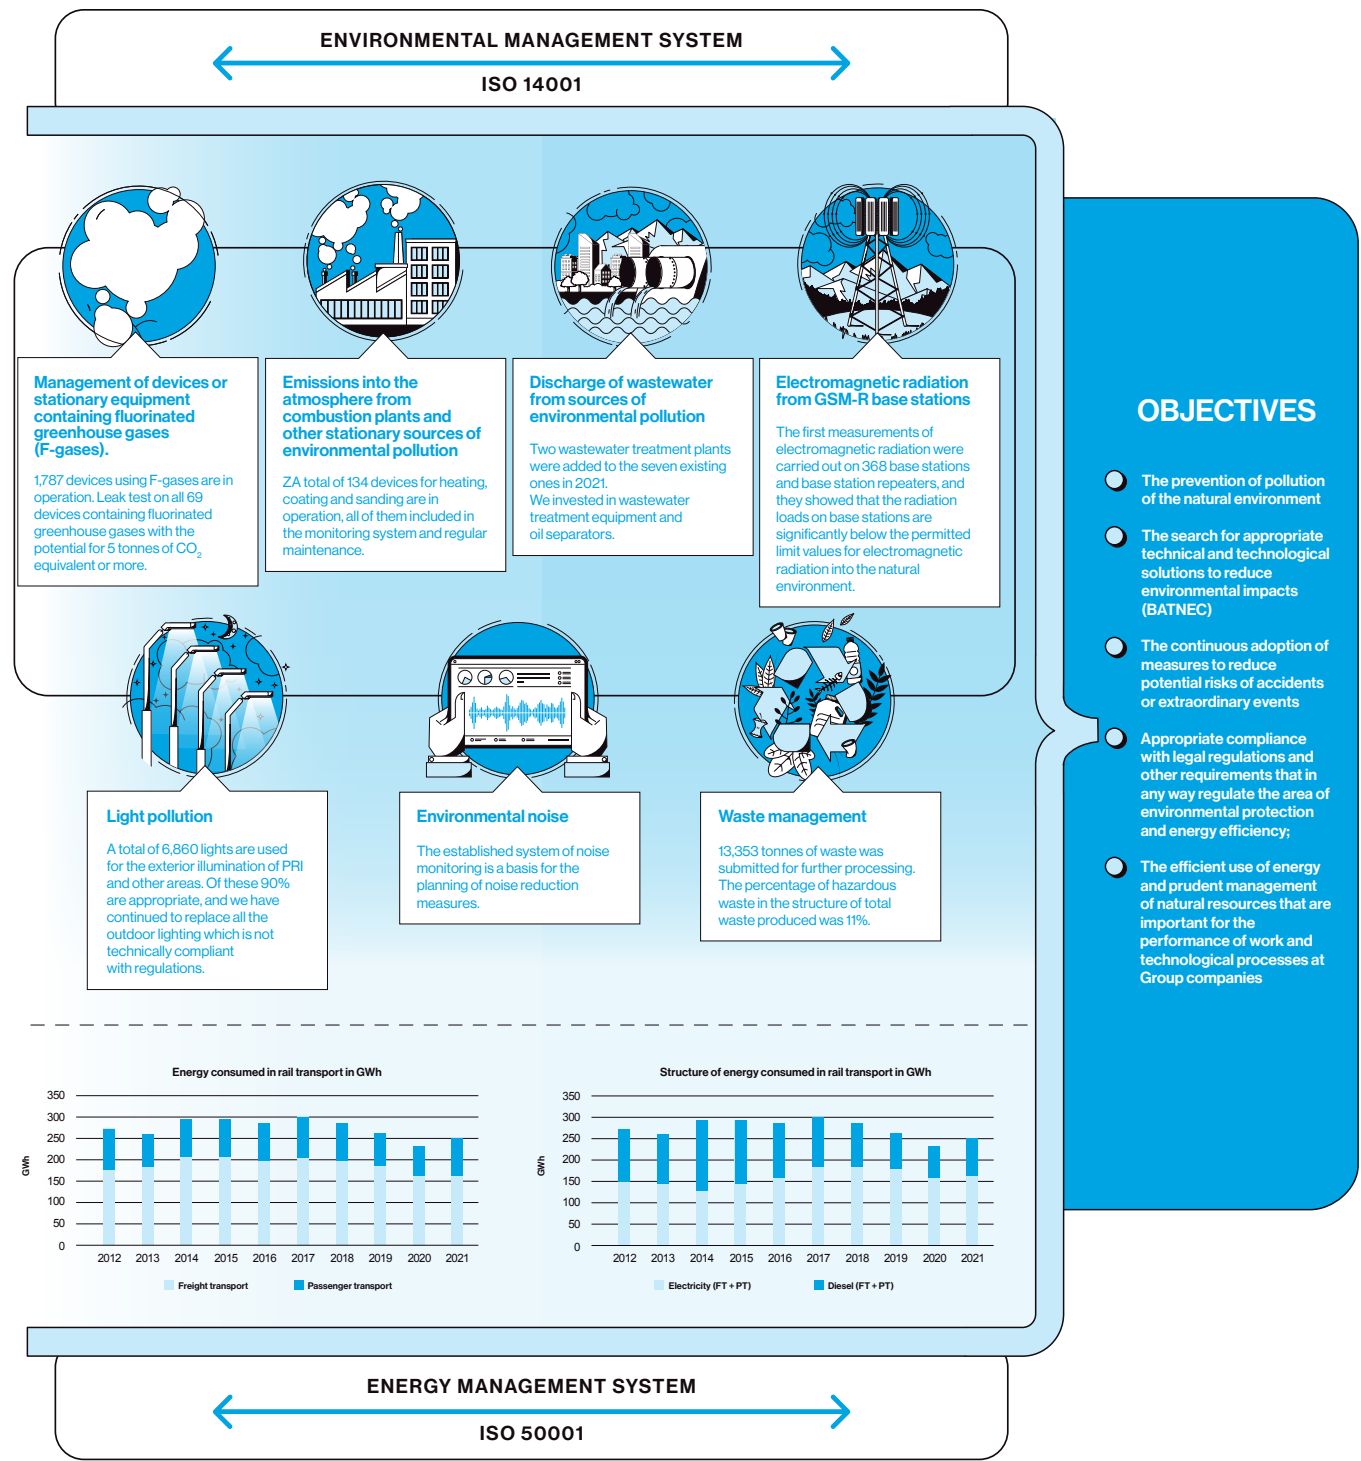 ENVIRONMENTAL MANAGEMENT SYSTEM
ISO 14001
Management of devices or
stationary equipment
containing fluorinated
greenhouse gases
(F-gases).
1,787 devices using F-gases are in
operation. Leak test on all 69
devices containing fluorinated
greenhouse gases with the
potential for 5 tonnes of CO2
equivalent or more.
Emissions into the
atmosphere from
combustion plants and
other stationary sources of
environmental pollution
ZA total of 134 devices for heating,
coating and sanding are in
operation, all of them included in
the monitoring system and regular
maintenance.
Discharge of wastewater
from sources of
environmental pollution
Two wastewater treatment plants
were added to the seven existing
ones in 2021.
We invested in wastewater
treatment equipment and
oil separators.
Electromagnetic radiation
from GSM-R base stations
The first measurements of
electromagnetic radiation were
carried out on 368 base stations
and base station repeaters, and
they showed that the radiation
loads on base stations are
significantly below the permitted
limit values for electromagnetic
radiation into the natural
environment.
Light pollution
A total of 6,860 lights are used
for the exterior illumination of PRI
and other areas. Of these 90%
are appropriate, and we have
continued to replace all the
outdoor lighting which is not
technically compliant
with regulations.
Environmental noise
The established system of noise
monitoring is a basis for the
planning of noise reduction
measures.
Waste management
13,353 tonnes of waste was
submitted for further processing.
The percentage of hazardous
waste in the structure of total
waste produced was 11%.
OBJECTIVES
The prevention of pollution
of the natural environment
The search for appropriate
technical and technological
solutions to reduce
environmental impacts
(BATNEC)
The continuous adoption of
measures to reduce
potential risks of accidents
or extraordinary events
Appropriate compliance
with legal regulations and
other requirements that in
any way regulate the area of
environmental protection
and energy efficiency;
The efficient use of energy
and prudent management
of natural resources that are
important for the
performance of work and
technological processes at
Group companies
Energy consumed in rail transport in GWh
350
300
250
200
150
100
50
0
GWh
2012 2013 2014 2015 2016 2017 2018 2019 2020 2021
Freight transport Passenger transport
Structure of energy consumed in rail transport in GWh
350
300
250
200
150
100
50
0
GWh
2012 2013 2014 2015 2016 2017 2018 2019 2020 2021
Electricity (FT + PT) Diesel (FT + PT)
ENERGY MANAGEMENT SYSTEM
ISO 50001